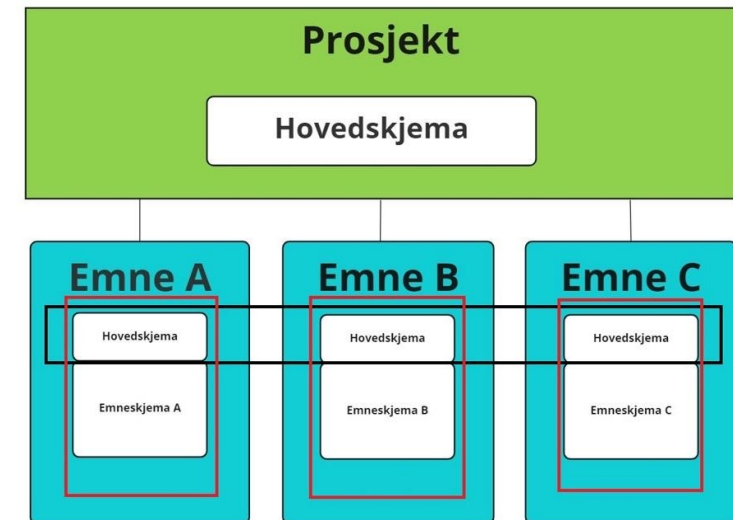 Prosjekt
Hovedskjema
Emne A
Emne B
Emne C
Hovedskjema
Hovedskjema
Hovedskjema
Emneskjema A
Emneskjema B
Emneskjema C